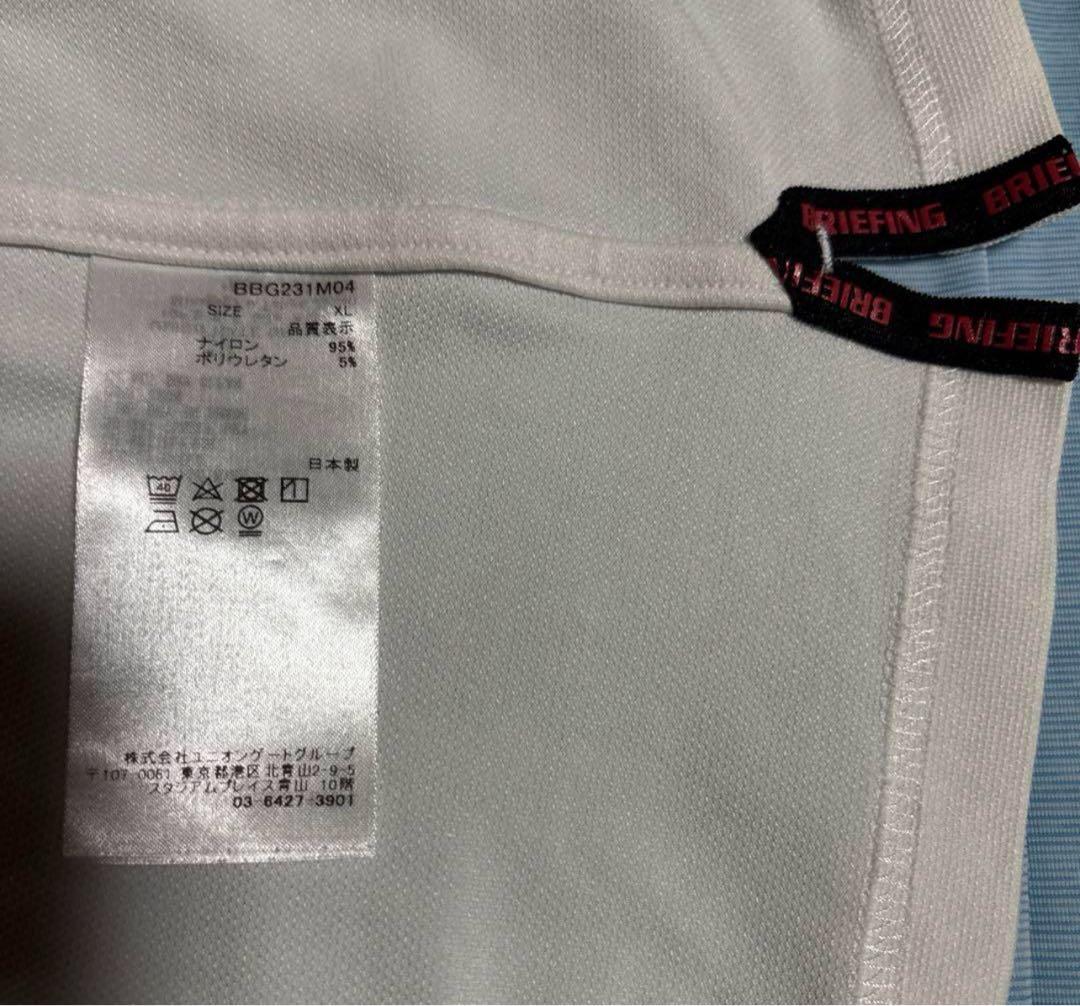 BRIEFING BRIE
BRIEFING BRIEFING
BBG231M04
SIZE XL
品質表示
ナイロン 95%
ポリウレタン 5%
日本製
40
W
株式会社ユニオンゲートグループ
〒107-0061 東京都港区北青山2-9-5
スタジアムプレイス青山 10階
03-6427-3901